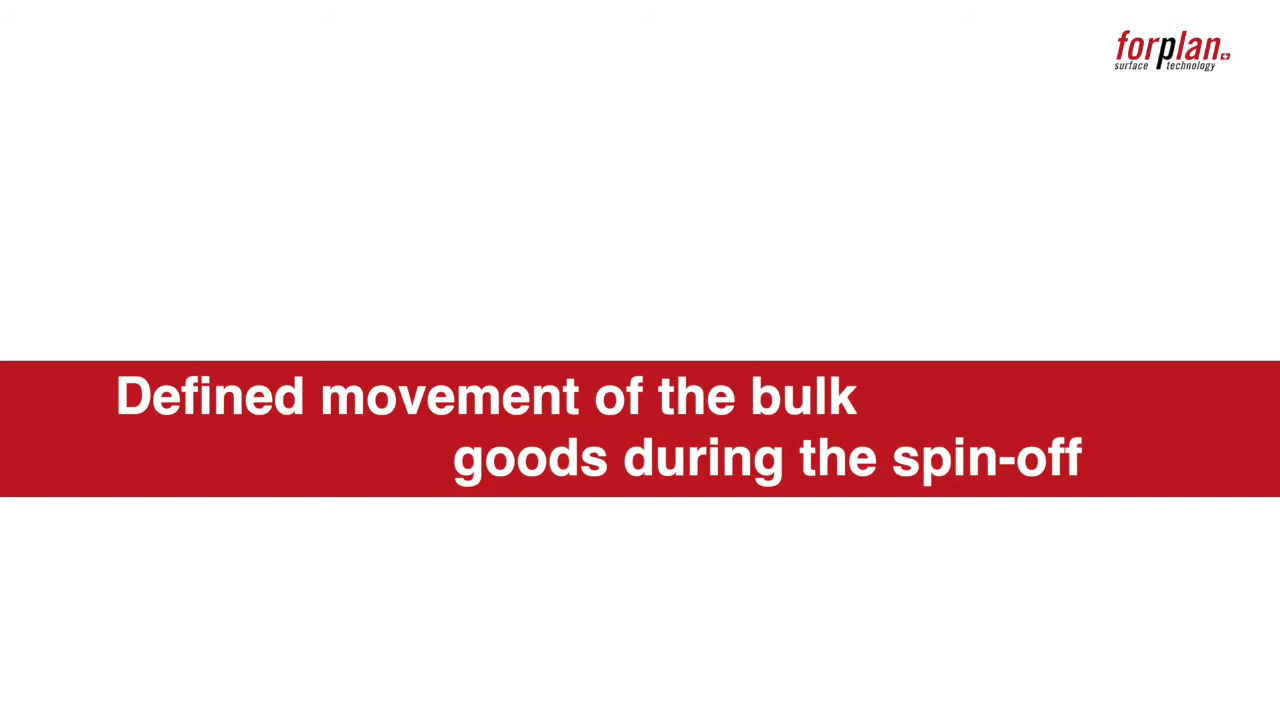 forplan
surface technology
Defined movement of the bulk
goods during the spin-off